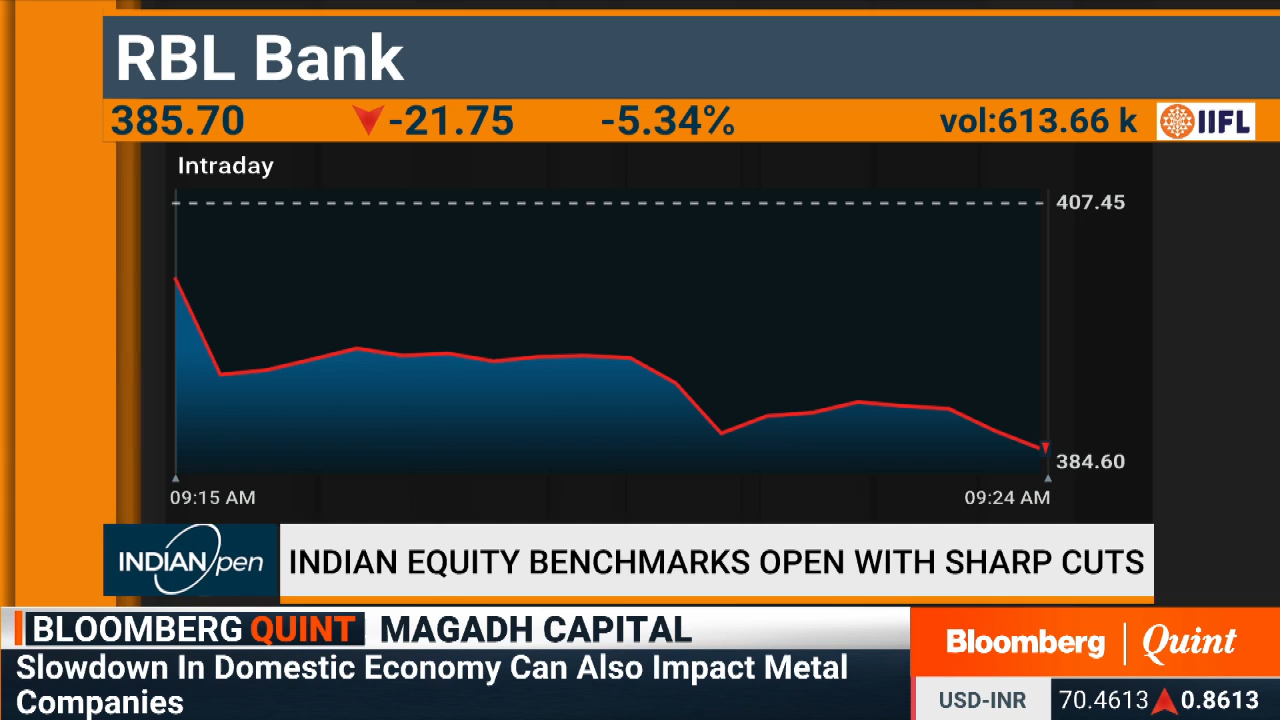 RBL Bank
385.70 -21.75 -5.34% vol:613.66 k IIFL
Intraday
407.45
384.60
09:15 AM 09:24 AM
INDIAN Open INDIAN EQUITY BENCHMARKS OPEN WITH SHARP CUTS
BLOOMBERG QUINT MAGADH CAPITAL
Slowdown In Domestic Economy Can Also Impact Metal
Companies
Bloomberg | Quint
USD-INR 70.4613 0.8613